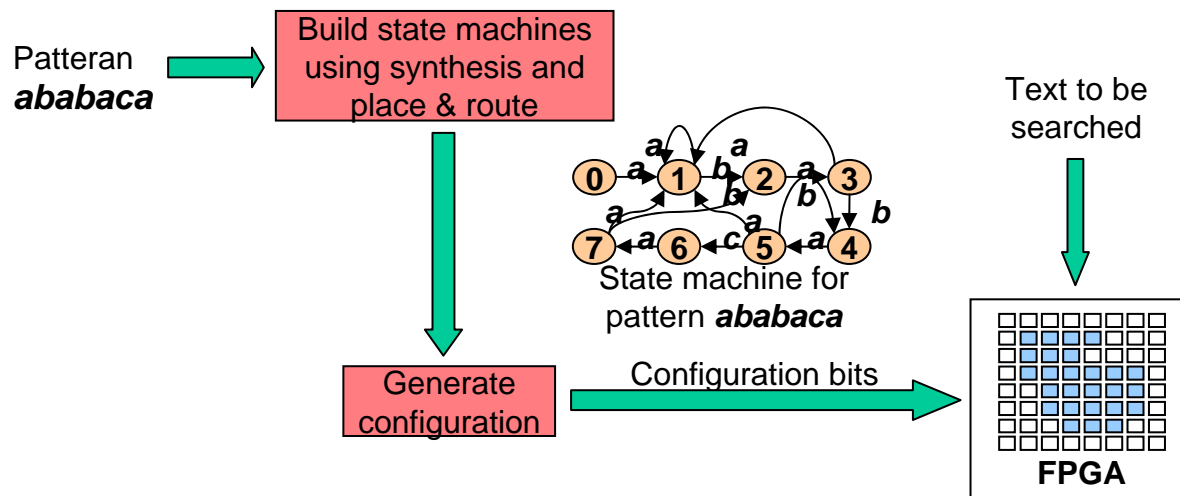 Patteran
ababaca
Build state machines
using synthesis and
place & route
Text to be
searched
a a
0 a 1 b 2 a 3
b b b
a a
7 a 6 c 5 a 4
State machine for
pattern ababaca
Generate
configuration
Configuration bits
FPGA